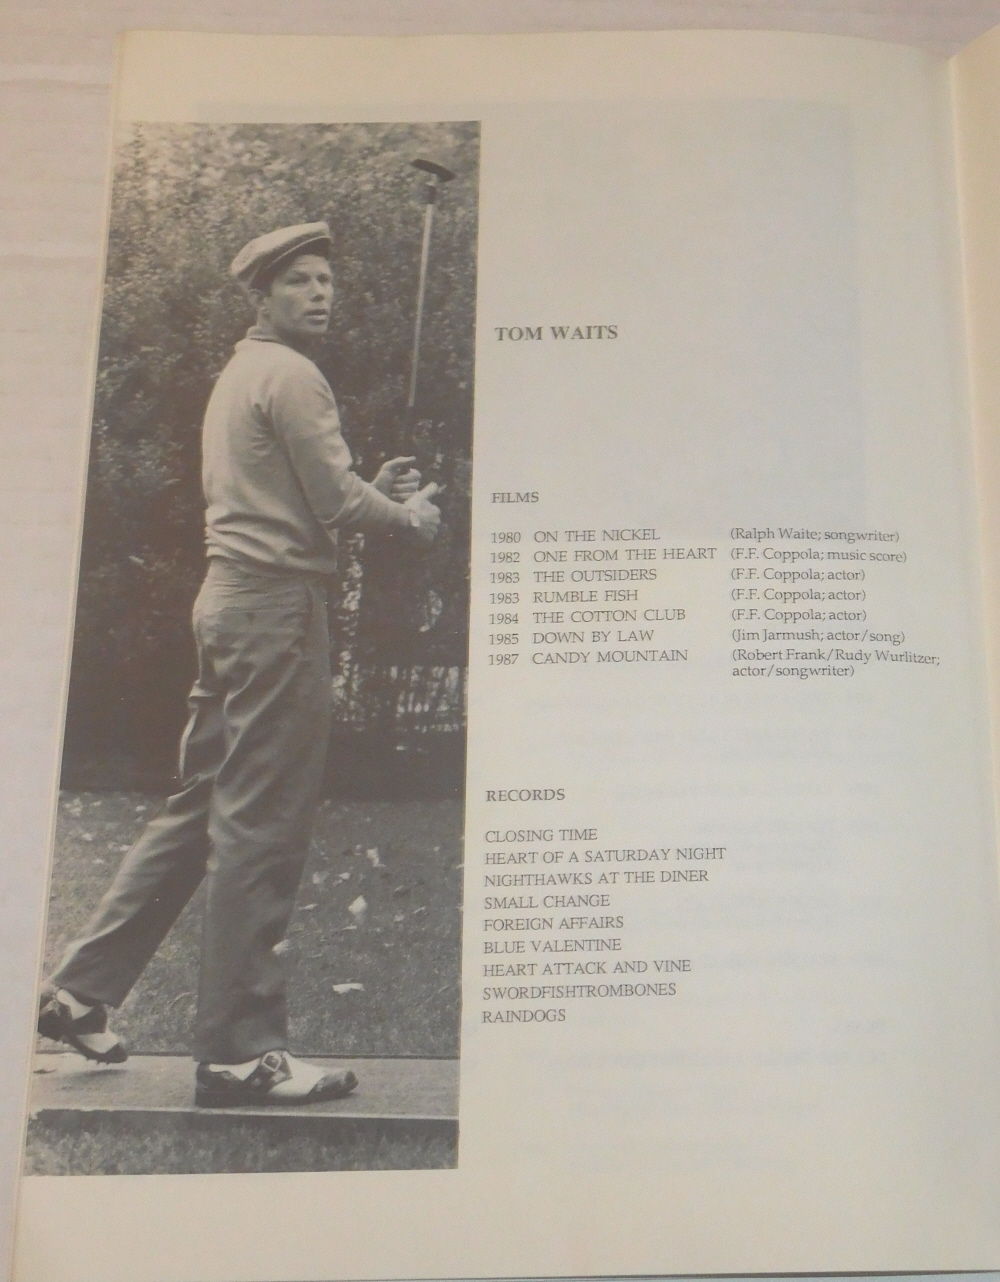 TOM WAITS
FILMS
1980 ON THE NICKEL (Ralph Waite; songwriter)
1982 ONE FROM THE HEART (F.F. Coppola; music score)
1983 THE OUTSIDERS (F.F. Coppola; actor)
1983 RUMBLE FISH (F.F. Coppola; actor)
1984 THE COTTON CLUB (F.F. Coppola; actor)
1985 DOWN BY LAW (Jim Jarmush; actor/song)
1987 CANDY MOUNTAIN (Robert Frank/Rudy Wurlitzer;
actor/songwriter)
RECORDS
CLOSING TIME
HEART OF A SATURDAY NIGHT
NIGHTHAWKS AT THE DINER
SMALL CHANGE
FOREIGN AFFAIRS
BLUE VALENTINE
HEART ATTACK AND VINE
SWORDFISHTROMBONES
RAINDOGS